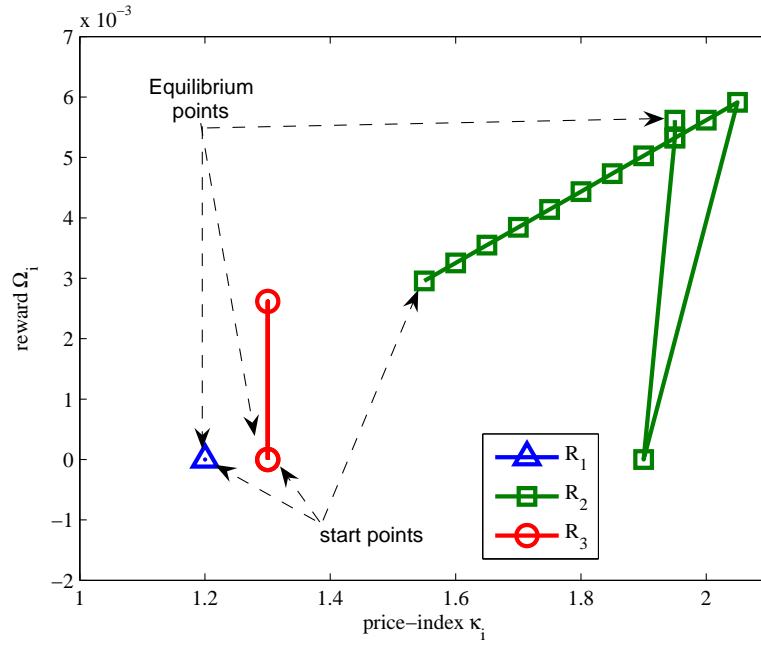 x 10⁻³
7
6
5
4
3
2
1
0
−1
−2
reward Ω_i
Equilibrium
points
start points
R_1
R_2
R_3
1
1.2
1.4
1.6
1.8
2
price−index κ_i